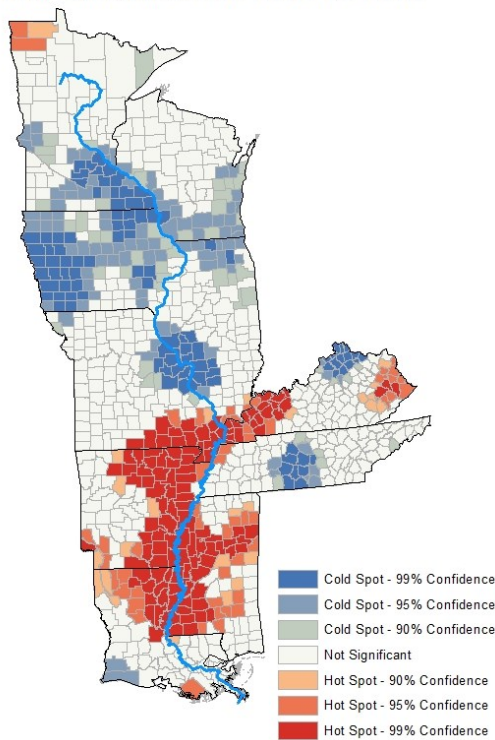 Cold Spot - 99% Confidence
Cold Spot - 95% Confidence
Cold Spot - 90% Confidence
Not Significant
Hot Spot - 90% Confidence
Hot Spot - 95% Confidence
Hot Spot - 99% Confidence